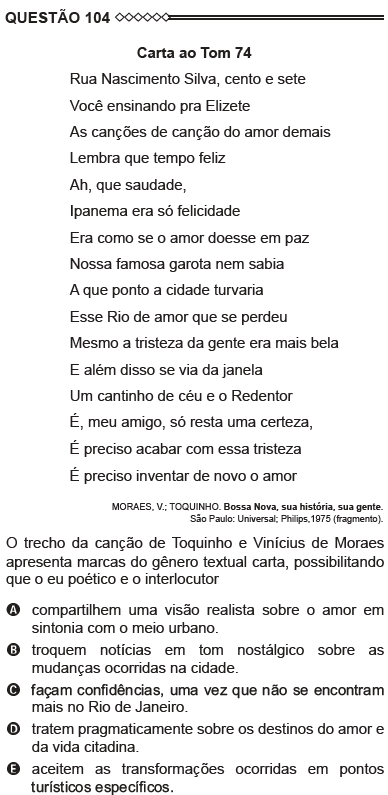 QUESTÃO 104
Carta ao Tom 74
Rua Nascimento Silva, cento e sete
Você ensinando pra Elizete
As canções de canção do amor demais
Lembra que tempo feliz
Ah, que saudade,
Ipanema era só felicidade
Era como se o amor doesse em paz
Nossa famosa garota nem sabia
A que ponto a cidade turvaria
Esse Rio de amor que se perdeu
Mesmo a tristeza da gente era mais bela
E além disso se via da janela
Um cantinho de céu e o Redentor
É, meu amigo, só resta uma certeza,
É preciso acabar com essa tristeza
É preciso inventar de novo o amor
MORAES, V.; TOQUINHO. Bossa Nova, sua história, sua gente.
São Paulo: Universal; Philips,1975 (fragmento).
O trecho da canção de Toquinho e Vinícius de Moraes
apresenta marcas do gênero textual carta, possibilitando
que o eu poético e o interlocutor
A compartilhem uma visão realista sobre o amor em
sintonia com o meio urbano.
B troquem notícias em tom nostálgico sobre as
mudanças ocorridas na cidade.
C façam confidências, uma vez que não se encontram
mais no Rio de Janeiro.
D tratem pragmaticamente sobre os destinos do amor e
da vida citadina.
E aceitem as transformações ocorridas em pontos
turísticos específicos.